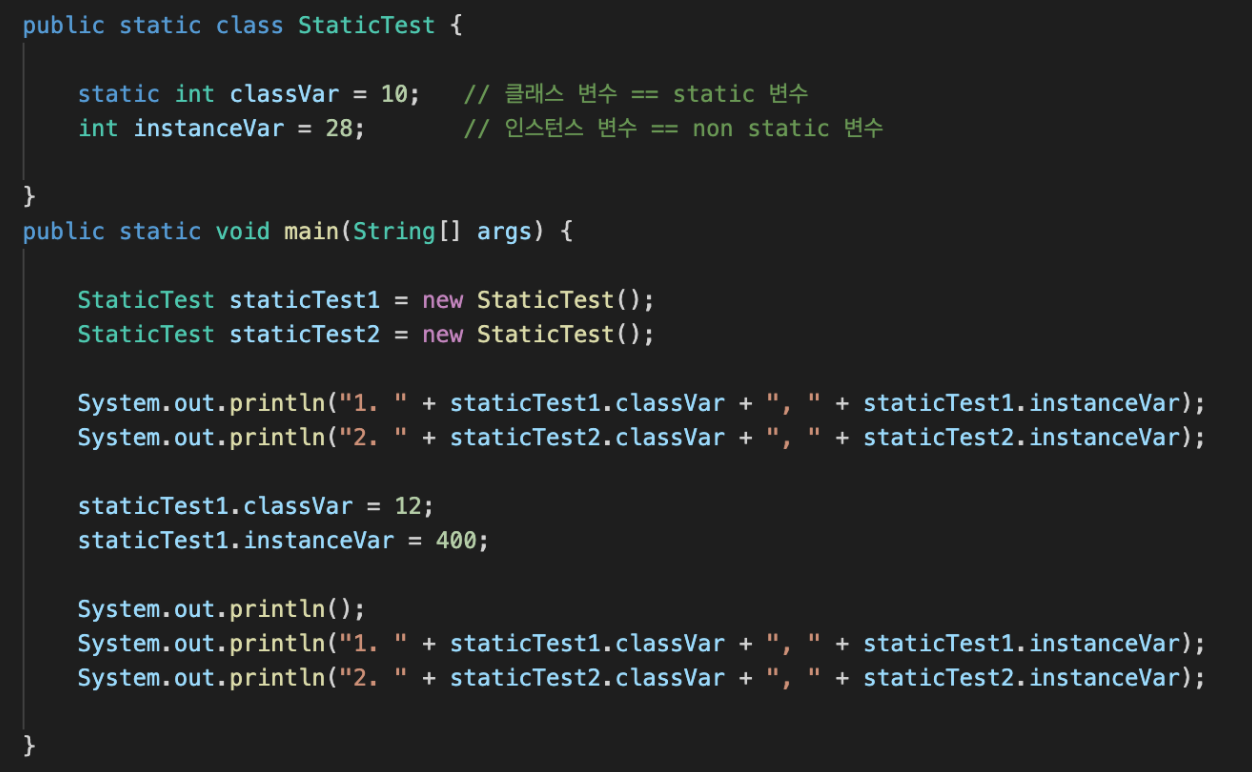 public static class StaticTest {
static int classVar = 10;   // 클래스 변수 == static 변수
int instanceVar = 28;       // 인스턴스 변수 == non static 변수
}
public static void main(String[] args) {
StaticTest staticTest1 = new StaticTest();
StaticTest staticTest2 = new StaticTest();
System.out.println("1. " + staticTest1.classVar + ", " + staticTest1.instanceVar);
System.out.println("2. " + staticTest2.classVar + ", " + staticTest2.instanceVar);
staticTest1.classVar = 12;
staticTest1.instanceVar = 400;
System.out.println();
System.out.println("1. " + staticTest1.classVar + ", " + staticTest1.instanceVar);
System.out.println("2. " + staticTest2.classVar + ", " + staticTest2.instanceVar);
}